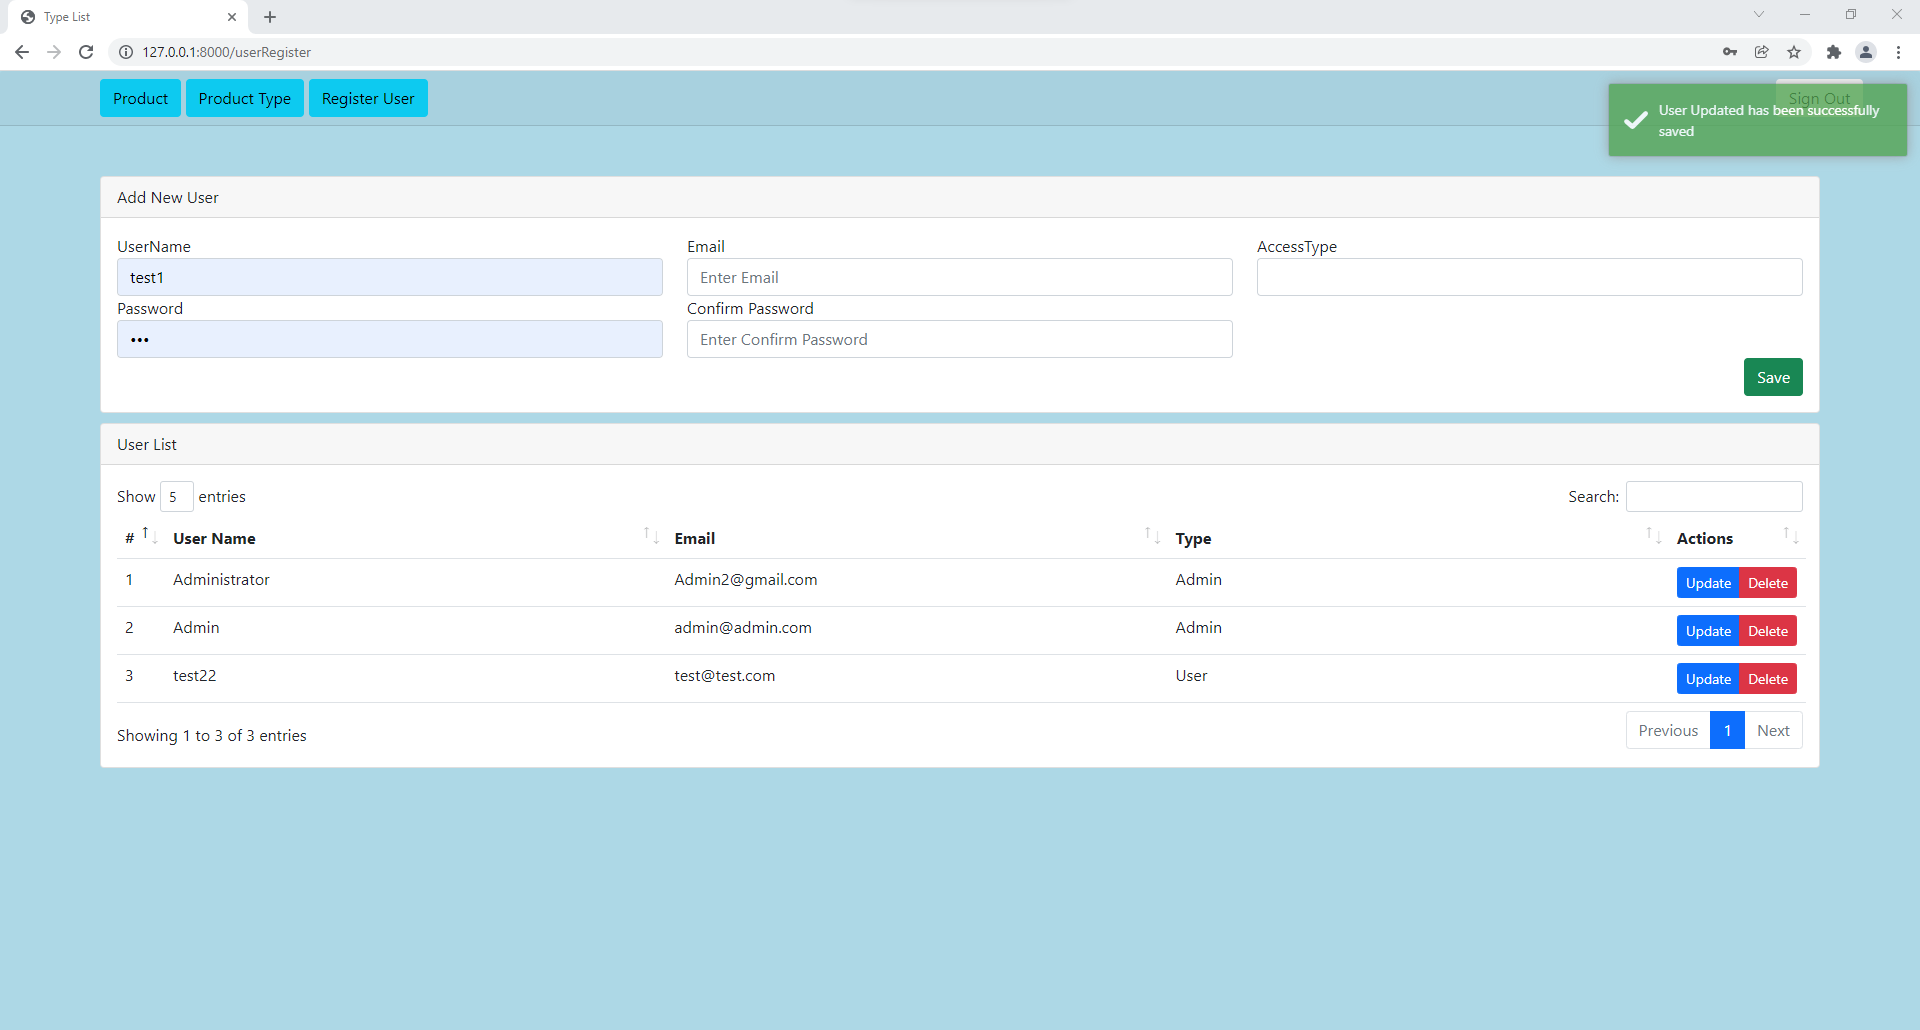 Type List
127.0.0.1:8000/userRegister
Product Product Type Register User Sign Out
User Updated has been successfully
saved
Add New User
UserName Email AccessType
test1 Enter Email
Password Confirm Password
••• Enter Confirm Password
Save
User List
Show 5 entries Search:
# ↑↓ User Name ↑↓ Email ↑↓ Type ↑↓ Actions ↑↓
1 Administrator Admin2@gmail.com Admin Update Delete
2 Admin admin@admin.com Admin Update Delete
3 test22 test@test.com User Update Delete
Showing 1 to 3 of 3 entries Previous 1 Next